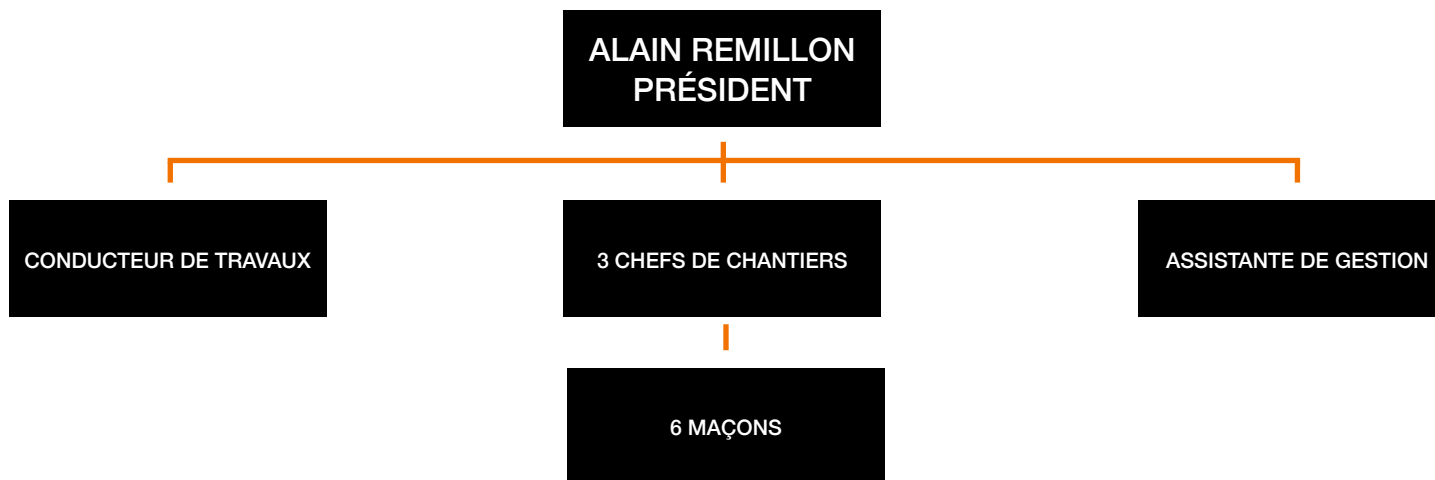 ALAIN REMILLON
PRÉSIDENT
CONDUCTEUR DE TRAVAUX
3 CHEFS DE CHANTIERS
ASSISTANTE DE GESTION
6 MAÇONS